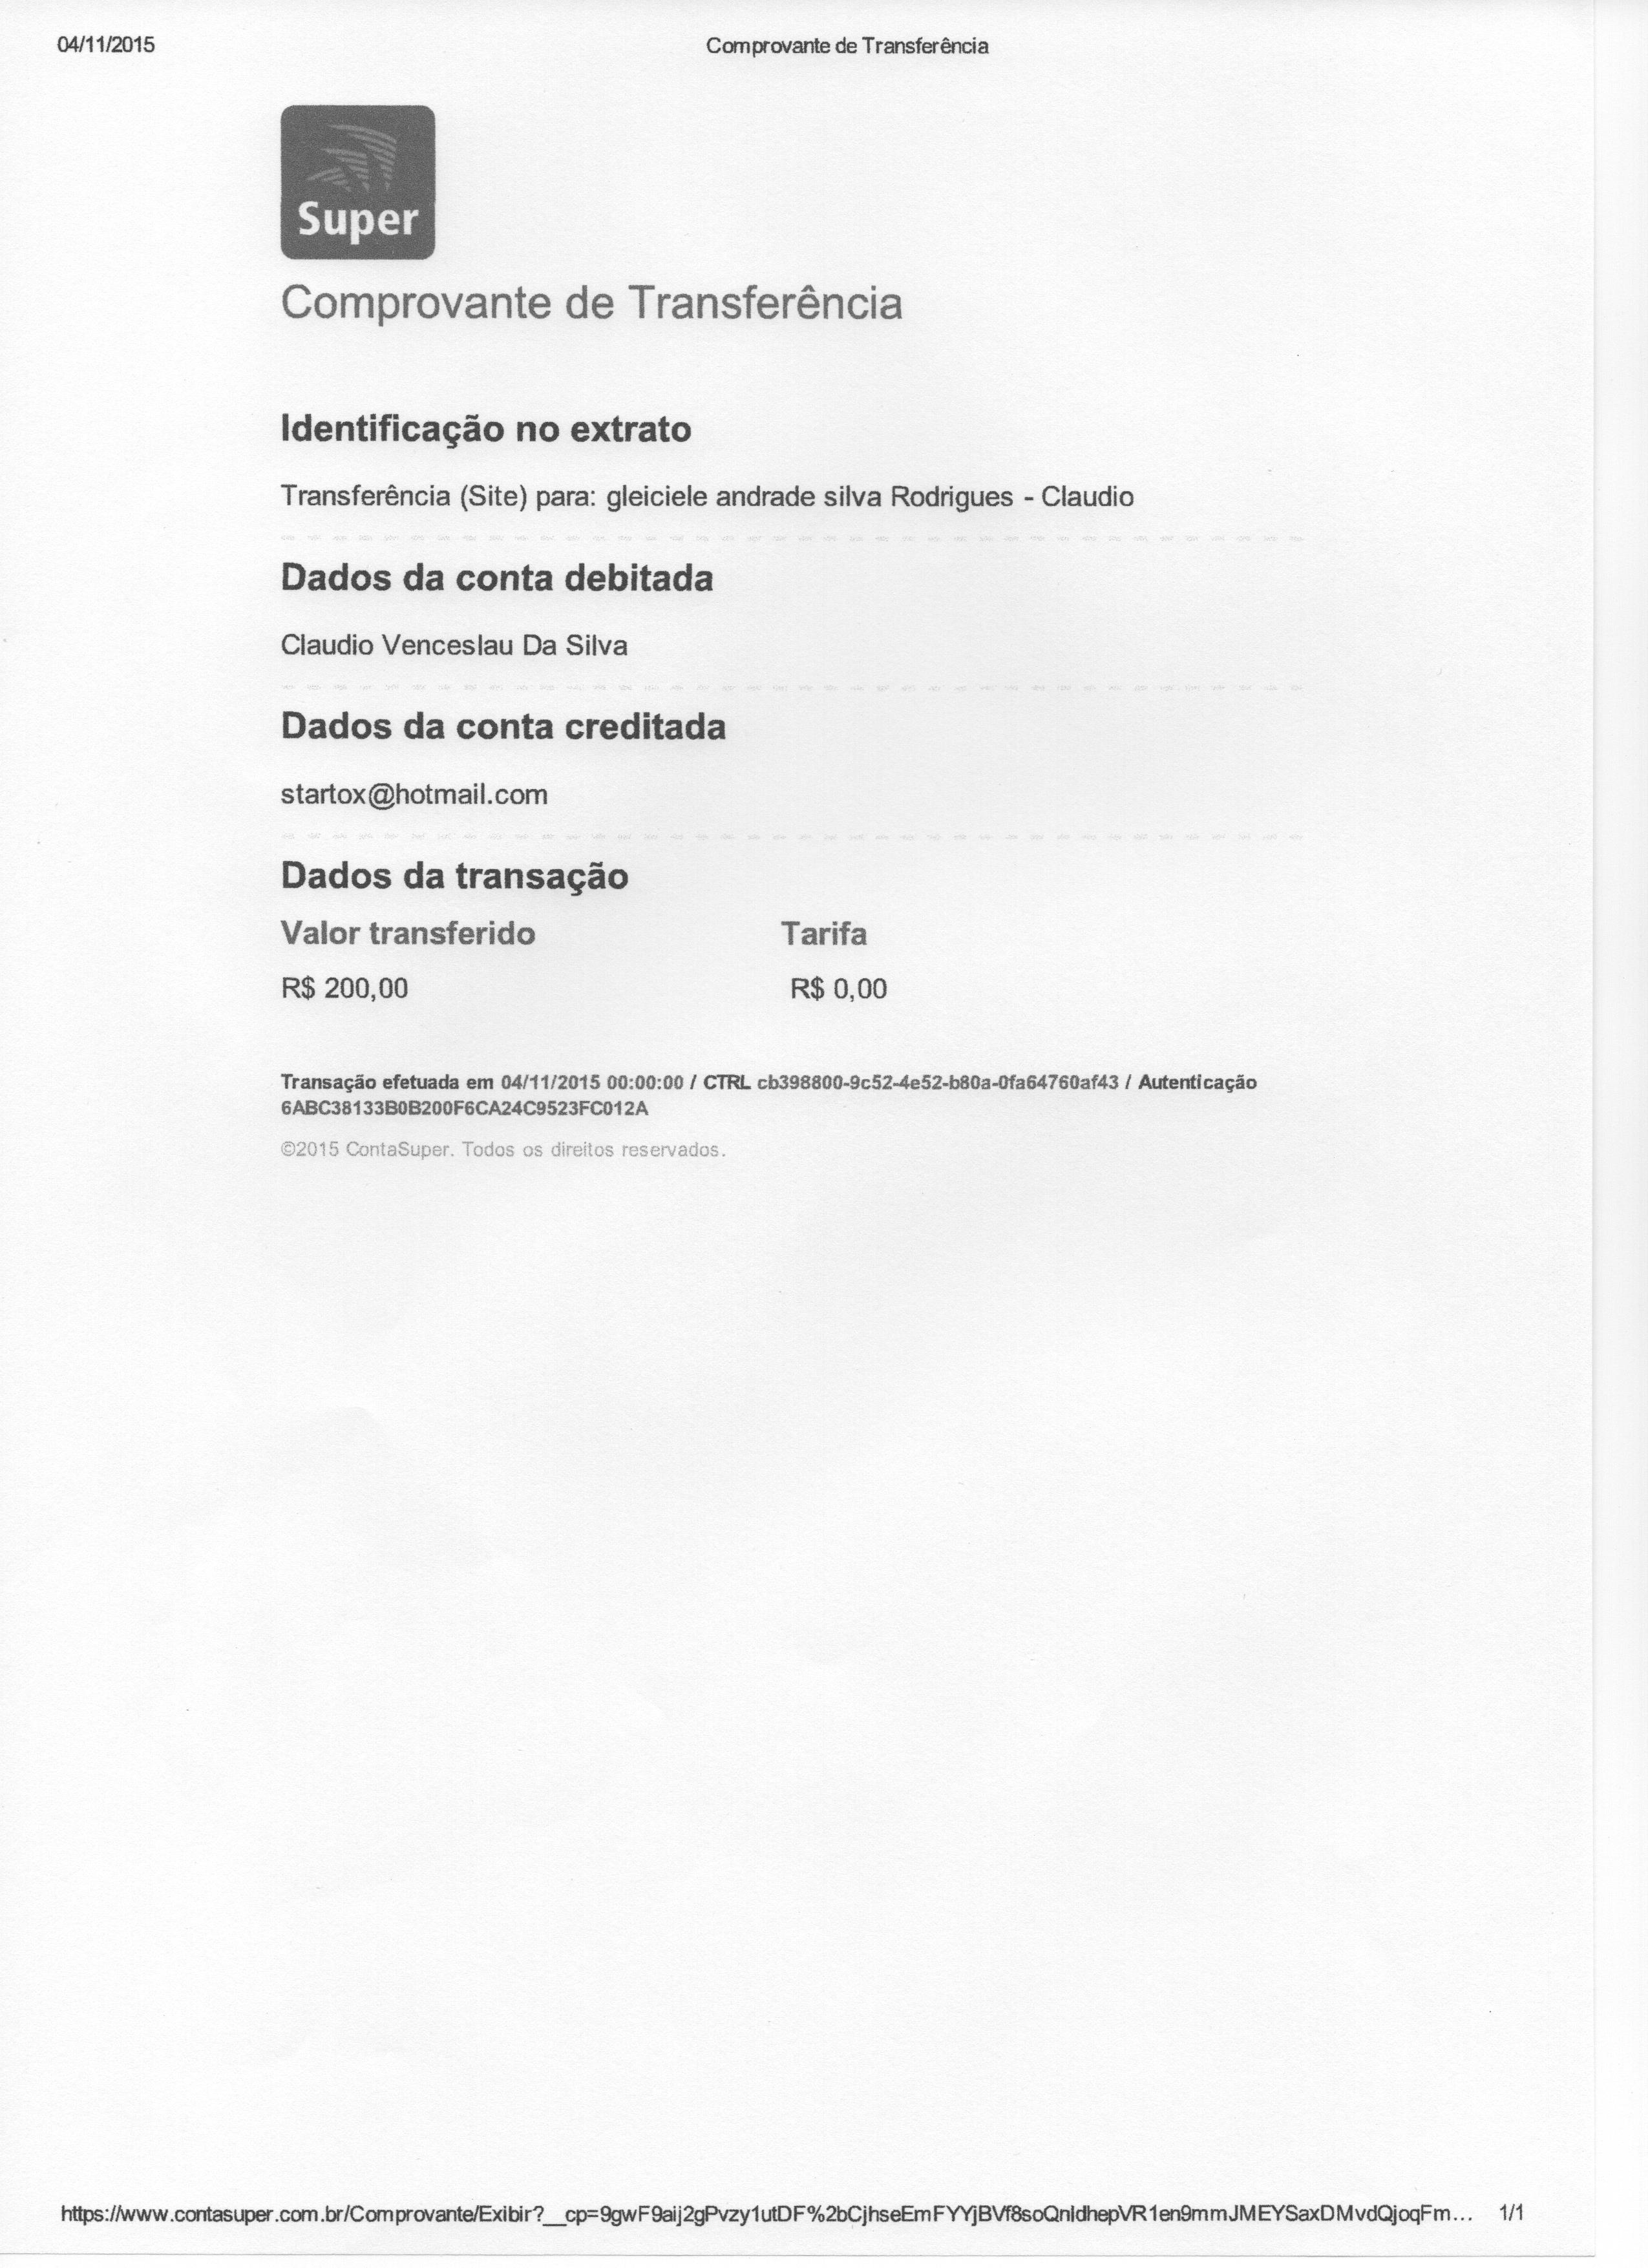 04/11/2015 Comprovante de Transferência
Super
Comprovante de Transferência
Identificação no extrato
Transferência (Site) para: gleiciele andrade silva Rodrigues - Claudio
Dados da conta debitada
Claudio Venceslau Da Silva
Dados da conta creditada
startox@hotmail.com
Dados da transação
Valor transferido Tarifa
R$ 200,00 R$ 0,00
Transação efetuada em 04/11/2015 00:00:00 / CTRL cb398800-9c52-4e52-b80a-0fa64760af43 / Autenticação
6ABC38133B0B200F6CA24C9523FC012A
©2015 ContaSuper. Todos os direitos reservados.
https://www.contasuper.com.br/Comprovante/Exibir?__cp=9gwF9aij2gPvzy1utDF%2bCjhseEmFYYjBVf8soQnldhepVR1en9mmJMEYSaxDMvdQjoqFm... 1/1